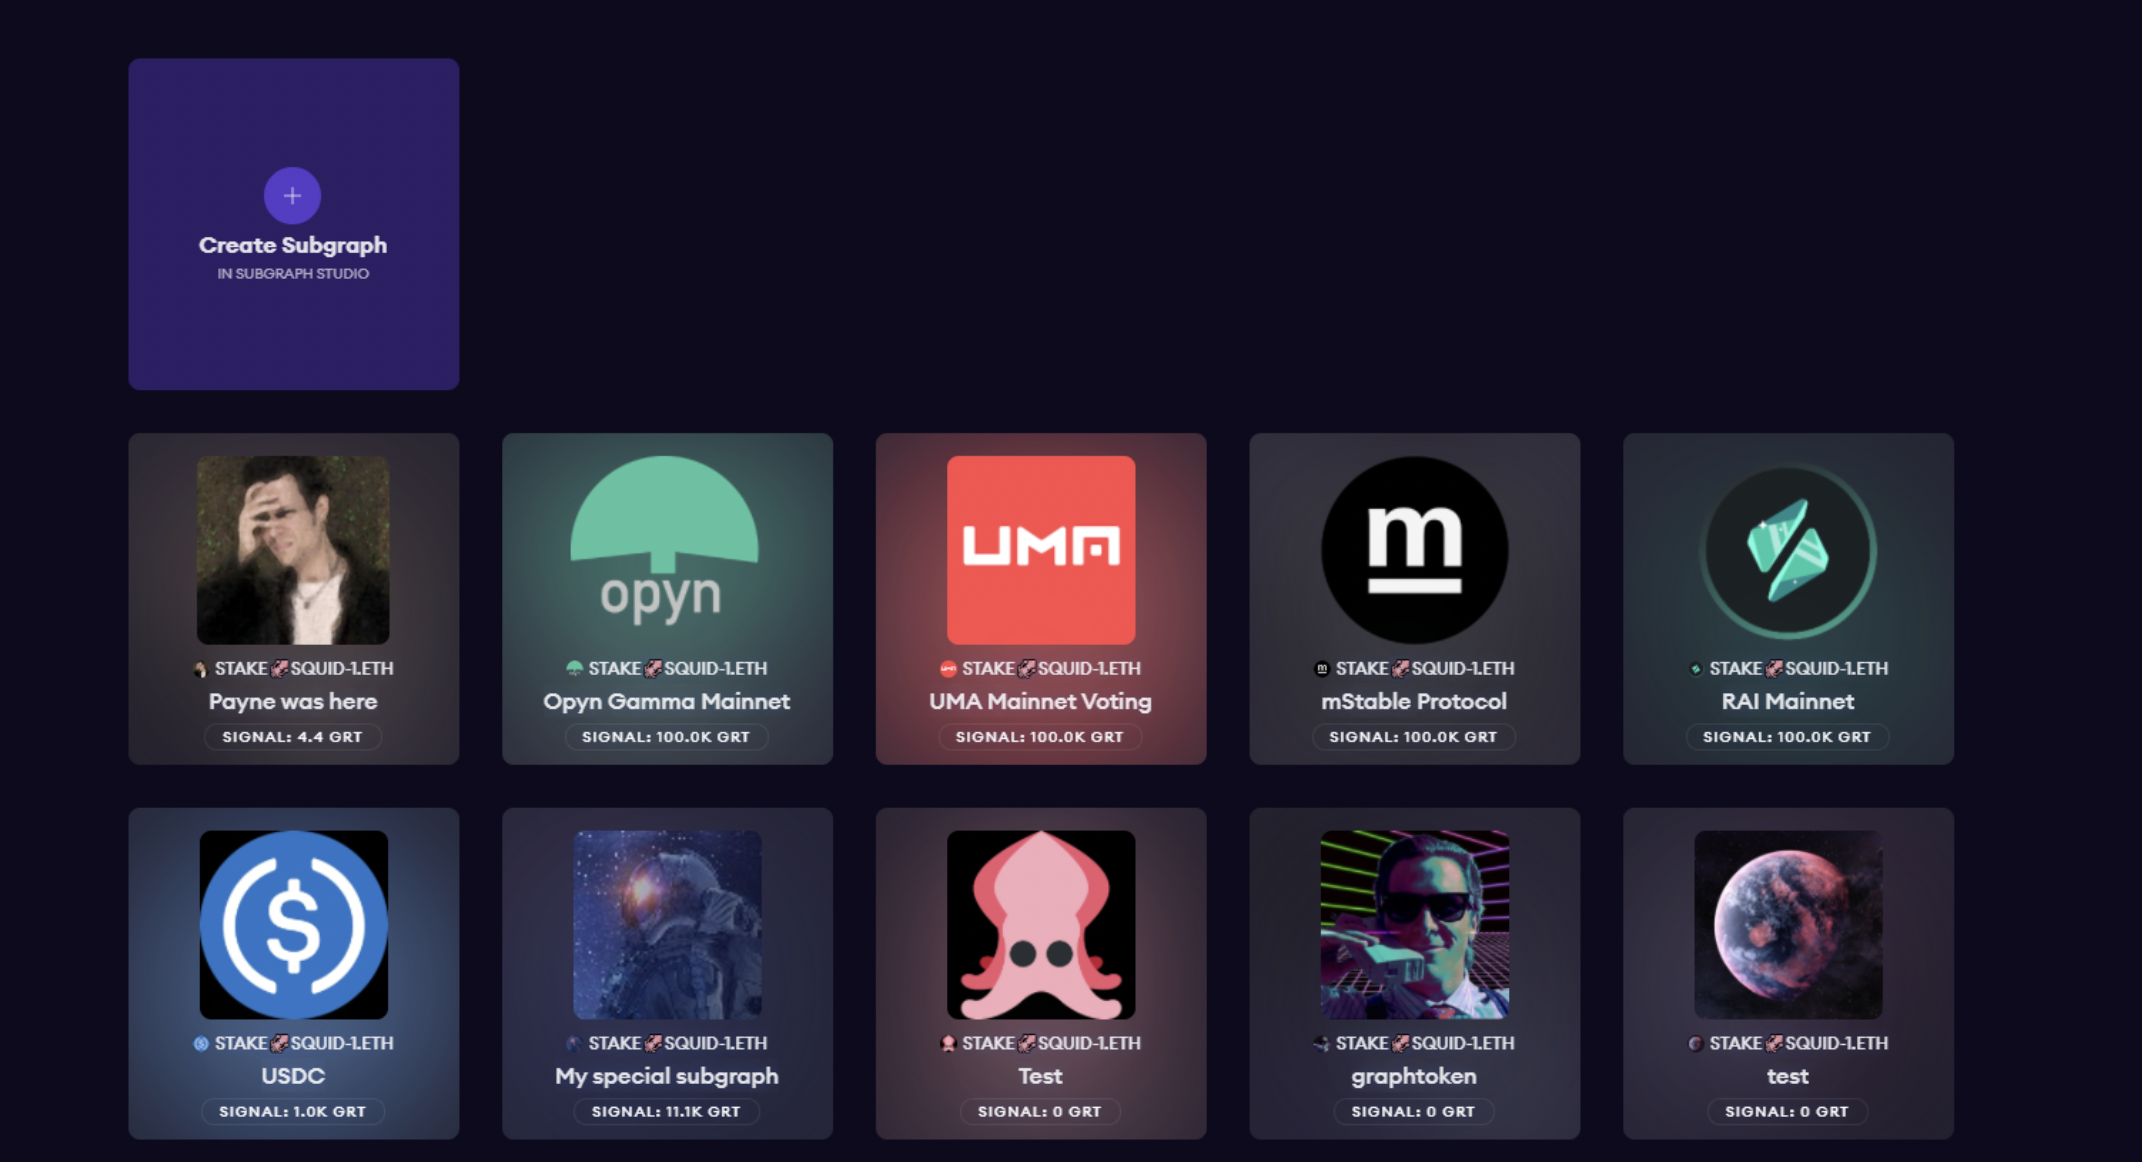 Create Subgraph
IN SUBGRAPH STUDIO
opyn
UMA
m
STAKE🦑SQUID-1.ETH
Payne was here
SIGNAL: 4.4 GRT
STAKE🦑SQUID-1.ETH
Opyn Gamma Mainnet
SIGNAL: 100.0K GRT
STAKE🦑SQUID-1.ETH
UMA Mainnet Voting
SIGNAL: 100.0K GRT
STAKE🦑SQUID-1.ETH
mStable Protocol
SIGNAL: 100.0K GRT
STAKE🦑SQUID-1.ETH
RAI Mainnet
SIGNAL: 100.0K GRT
$
STAKE🦑SQUID-1.ETH
USDC
SIGNAL: 1.0K GRT
STAKE🦑SQUID-1.ETH
My special subgraph
SIGNAL: 11.1K GRT
STAKE🦑SQUID-1.ETH
Test
SIGNAL: 0 GRT
STAKE🦑SQUID-1.ETH
graphtoken
SIGNAL: 0 GRT
STAKE🦑SQUID-1.ETH
test
SIGNAL: 0 GRT